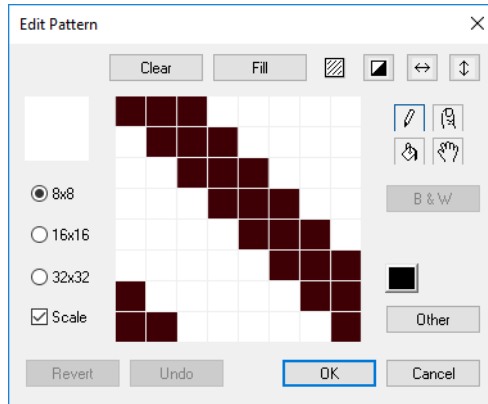 Edit Pattern
Clear
Fill
8x8
16x16
32x32
Scale
B & W
Other
Revert
Undo
OK
Cancel